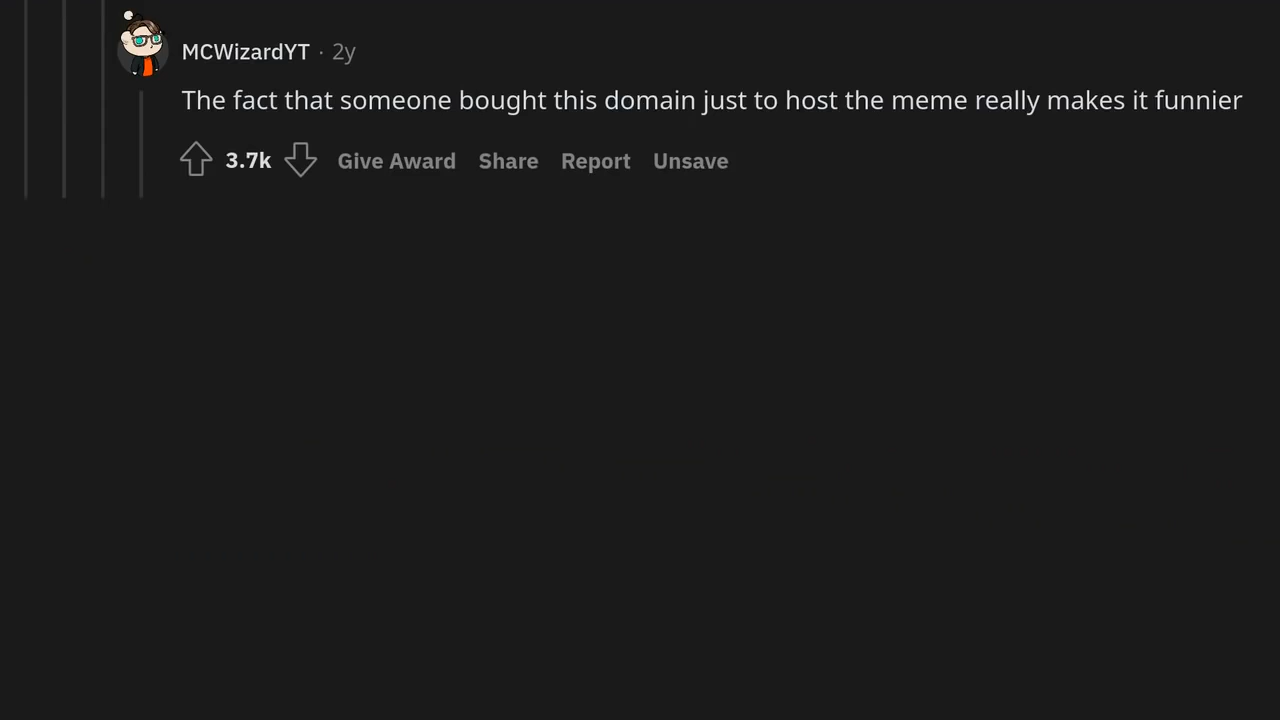 MCWizardYT · 2y
The fact that someone bought this domain just to host the meme really makes it funnier
3.7k Give Award Share Report Unsave